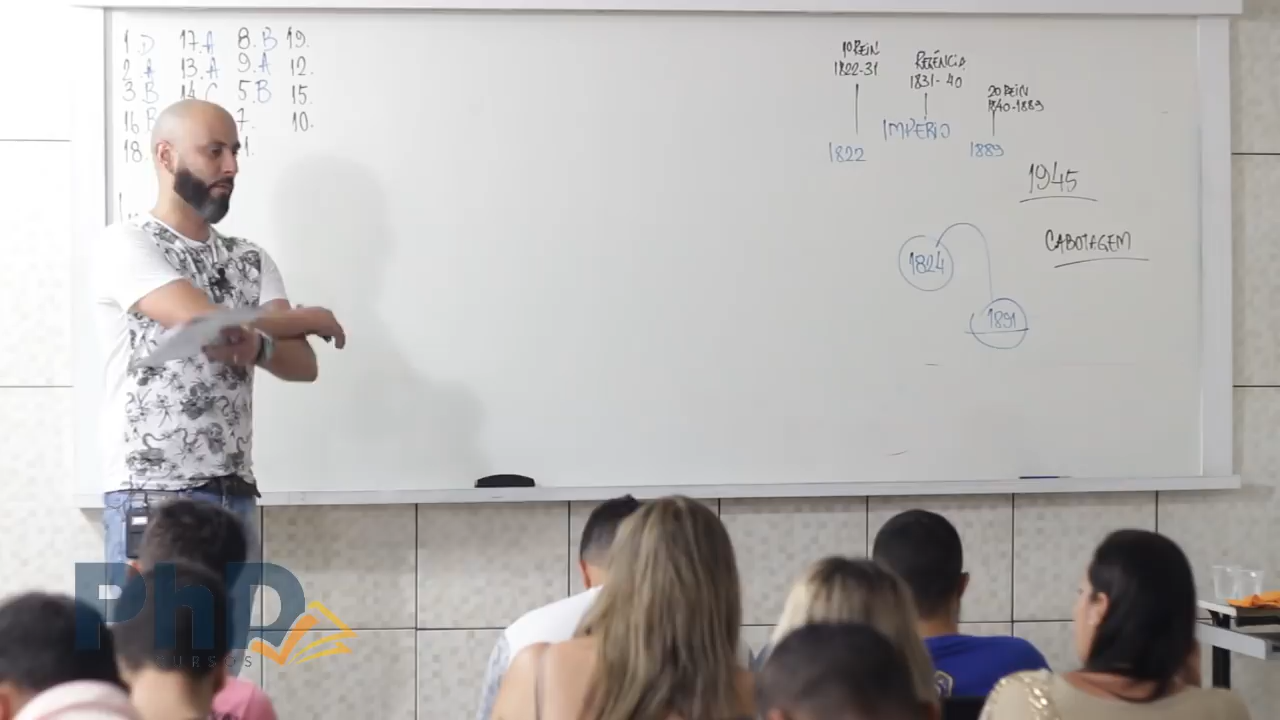 1. D 17. A 8. B 19.
2. A 13. A 9. A 12.
3. B 14. C 5. B 15.
16. B 7. 10.
18. 1.
1º REIN
1822-31
REGÊNCIA
1831-40
2º REIN
1840-1889
IMPÉRIO
1822
1889
1945
CABOTAGEM
1824
1891
PhD
CURSOS